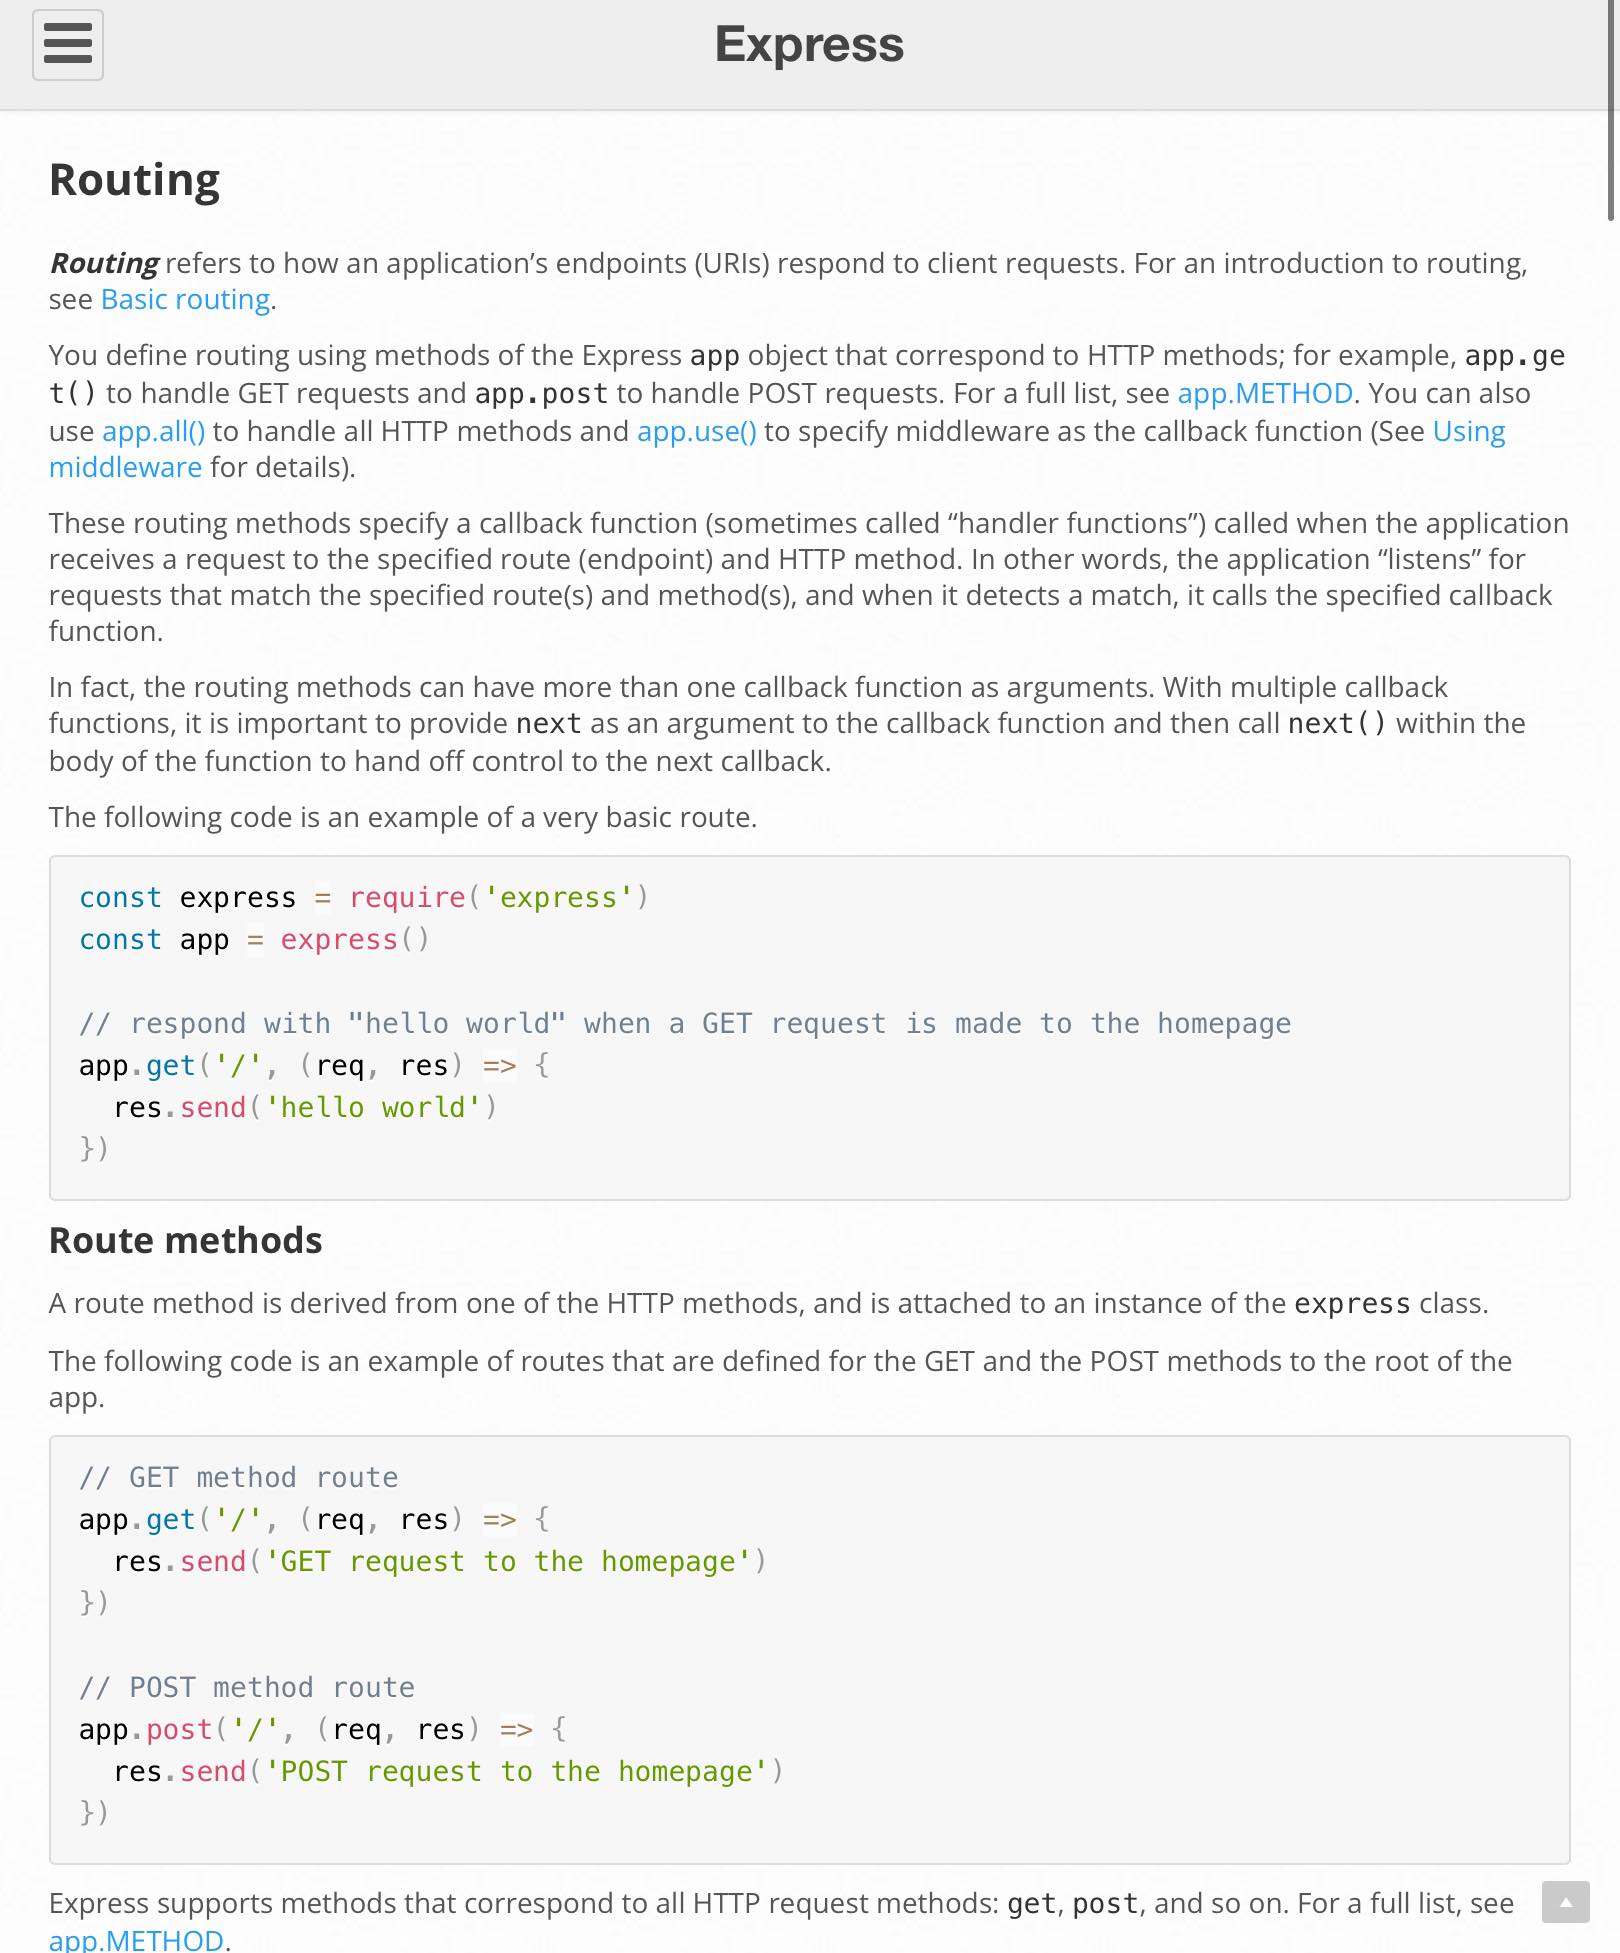 Express
Routing
Routing refers to how an application’s endpoints (URIs) respond to client requests. For an introduction to routing,
see Basic routing.
You define routing using methods of the Express app object that correspond to HTTP methods; for example, app.ge
t() to handle GET requests and app.post to handle POST requests. For a full list, see app.METHOD. You can also
use app.all() to handle all HTTP methods and app.use() to specify middleware as the callback function (See Using
middleware for details).
These routing methods specify a callback function (sometimes called “handler functions”) called when the application
receives a request to the specified route (endpoint) and HTTP method. In other words, the application “listens” for
requests that match the specified route(s) and method(s), and when it detects a match, it calls the specified callback
function.
In fact, the routing methods can have more than one callback function as arguments. With multiple callback
functions, it is important to provide next as an argument to the callback function and then call next() within the
body of the function to hand off control to the next callback.
The following code is an example of a very basic route.
const express = require('express')
const app = express()
// respond with "hello world" when a GET request is made to the homepage
app.get('/', (req, res) => {
  res.send('hello world')
})
Route methods
A route method is derived from one of the HTTP methods, and is attached to an instance of the express class.
The following code is an example of routes that are defined for the GET and the POST methods to the root of the
app.
// GET method route
app.get('/', (req, res) => {
  res.send('GET request to the homepage')
})
// POST method route
app.post('/', (req, res) => {
  res.send('POST request to the homepage')
})
Express supports methods that correspond to all HTTP request methods: get, post, and so on. For a full list, see
app.METHOD.